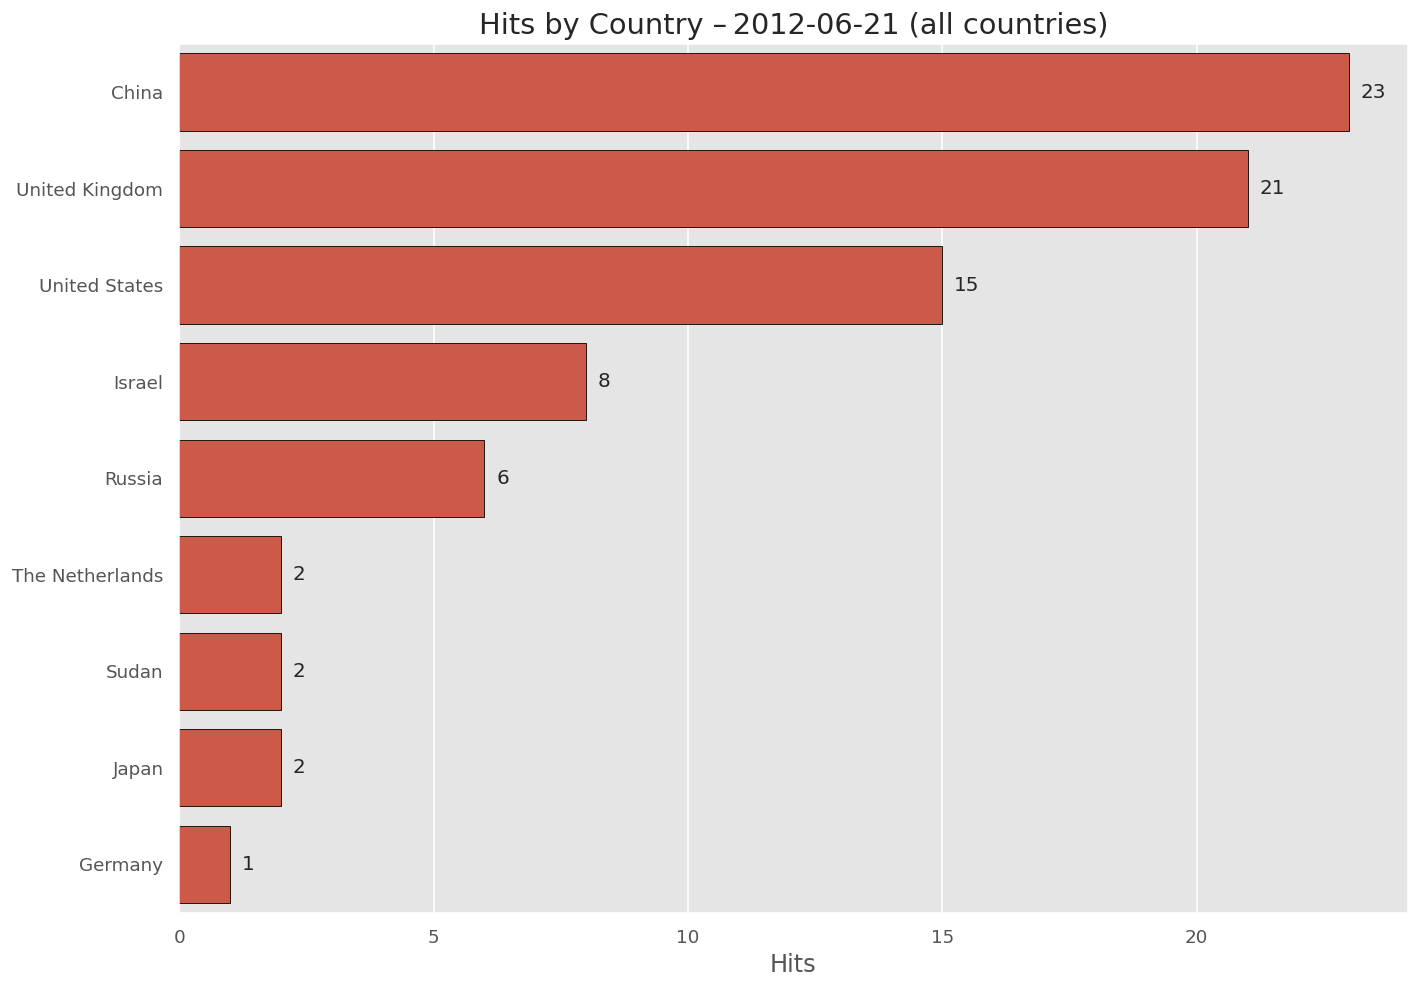 Hits by Country – 2012-06-21 (all countries)
China 23
United Kingdom 21
United States 15
Israel 8
Russia 6
The Netherlands 2
Sudan 2
Japan 2
Germany 1
0 5 10 15 20
Hits